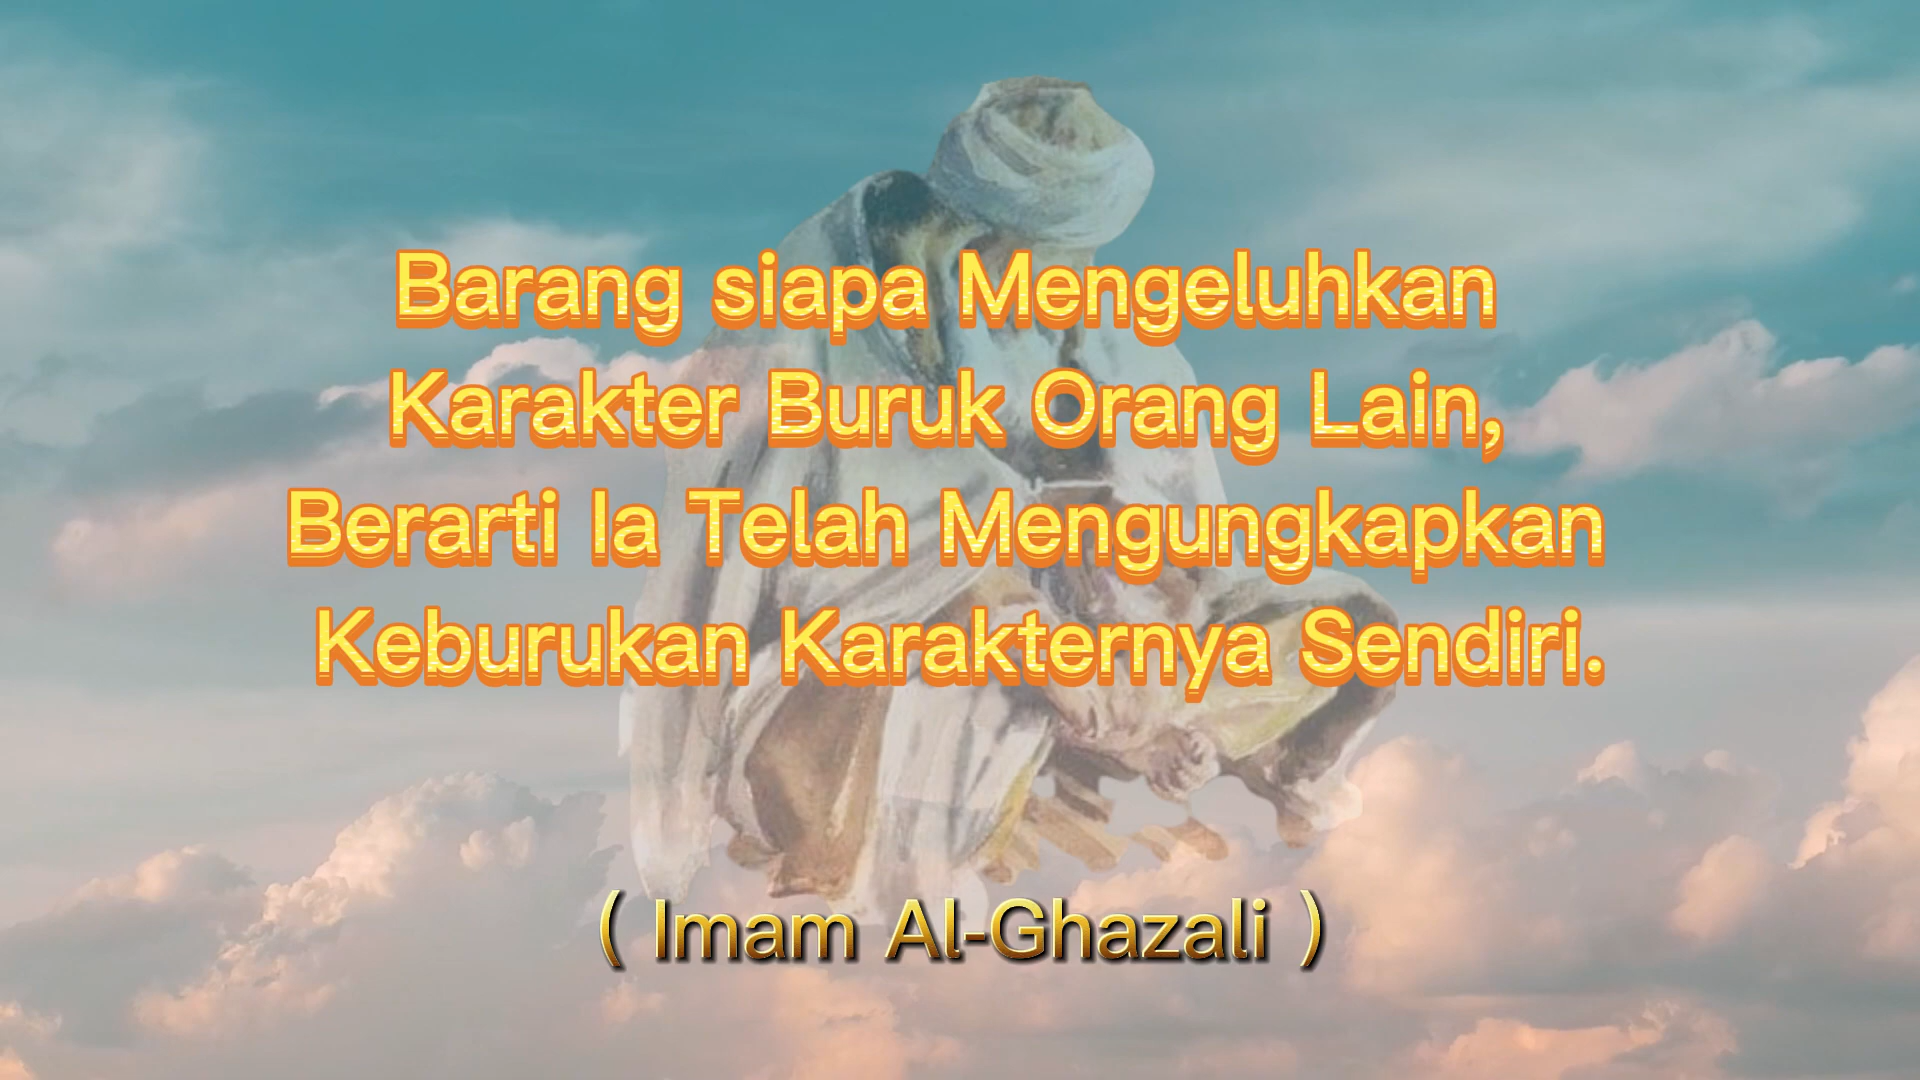 Barang siapa Mengeluhkan
Karakter Buruk Orang Lain,
Berarti Ia Telah Mengungkapkan
Keburukan Karakternya Sendiri.
( Imam Al-Ghazali )